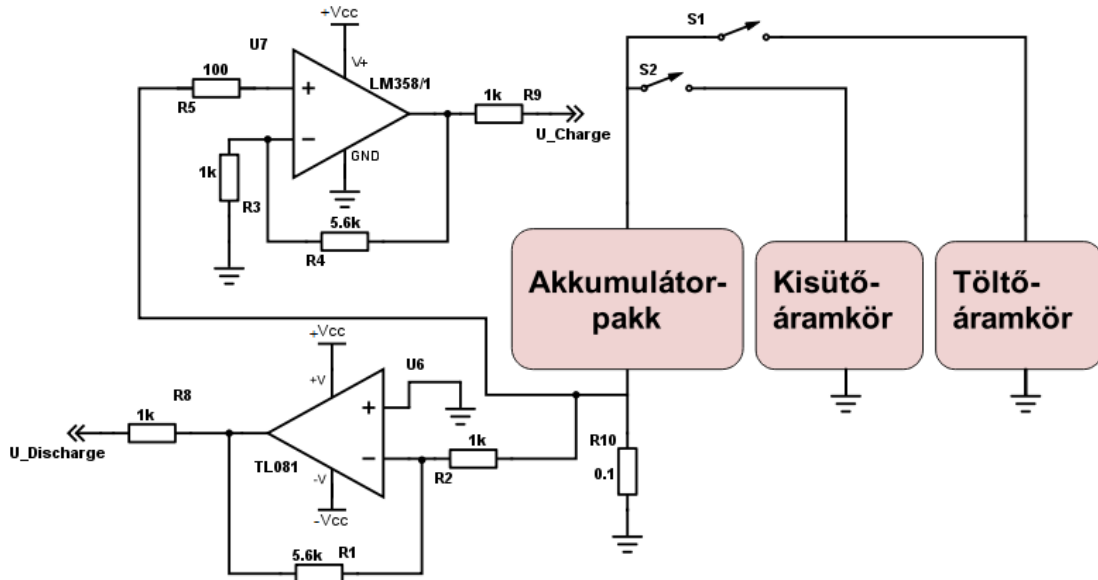 +Vcc
U7
V+
100
LM358/1
R5
+
−
1k
R9
U_Charge
GND
1k
R3
5.6k
R4
S1
S2
Akkumulátor-
pakk
Kisütő-
áramkör
Töltő-
áramkör
+Vcc
+V
U6
R8
1k
U_Discharge
+
−
TL081
1k
R2
-V
-Vcc
5.6k
R1
R10
0.1